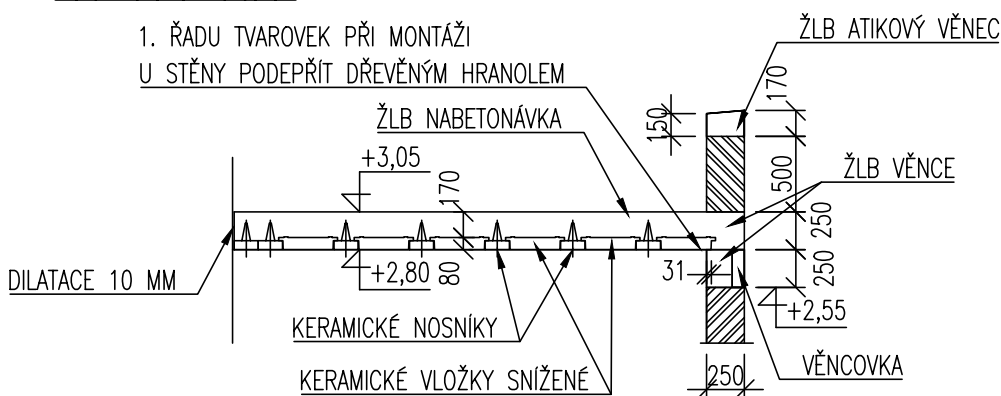 1. ŘADU TVAROVEK PŘI MONTÁŽI
U STĚNY PODEPŘÍT DŘEVĚNÝM HRANOLEM
ŽLB ATIKOVÝ VĚNEC
170
150
ŽLB NABETONÁVKA
+3,05
170
500
ŽLB VĚNCE
250
DILATACE 10 MM
+2,80
80
31
250
+2,55
KERAMICKÉ NOSNÍKY
KERAMICKÉ VLOŽKY SNÍŽENÉ
250
VĚNCOVKA